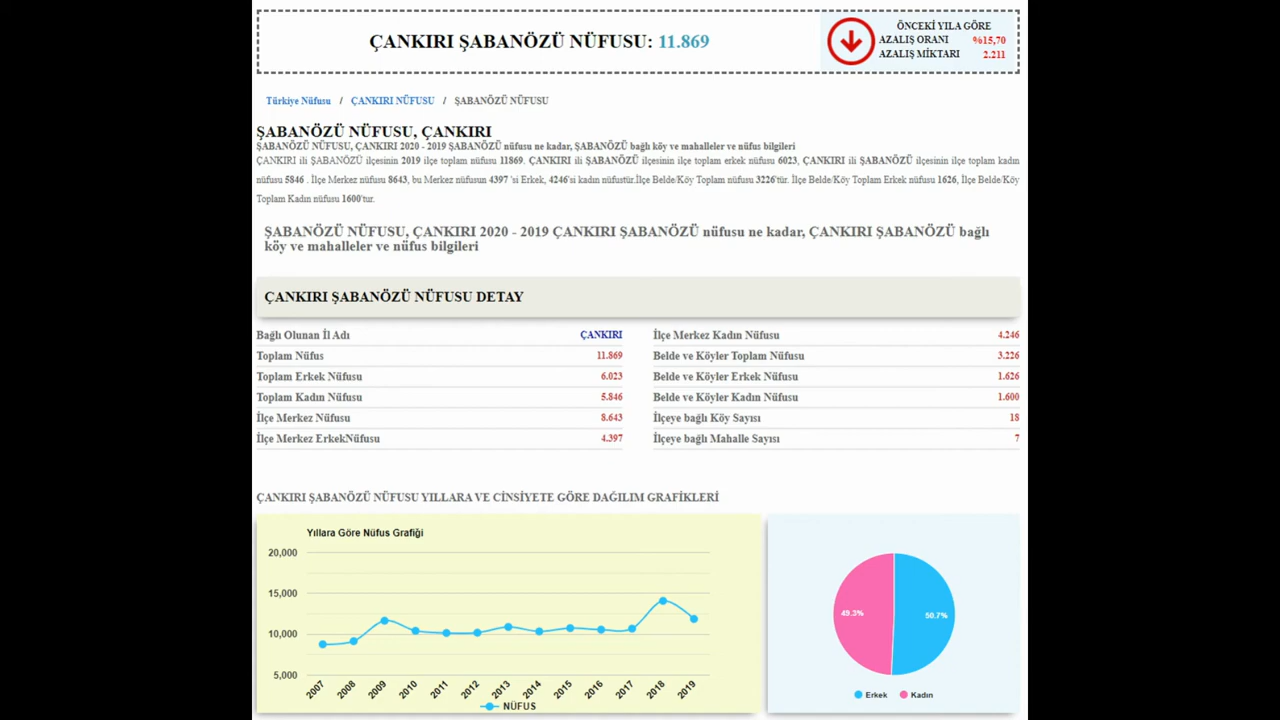 ÇANKIRI ŞABANÖZÜ NÜFUSU: 11.869
ÖNCEKİ YILA GÖRE
AZALIŞ ORANI %15,70
AZALIŞ MİKTARI 2.211
Türkiye Nüfusu / ÇANKIRI NÜFUSU / ŞABANÖZÜ NÜFUSU
ŞABANÖZÜ NÜFUSU, ÇANKIRI
ŞABANÖZÜ NÜFUSU, ÇANKIRI 2020 - 2019 ŞABANÖZÜ nüfusu ne kadar, ŞABANÖZÜ bağlı köy ve mahalleler ve nüfus bilgileri
ÇANKIRI ili ŞABANÖZÜ ilçesinin 2019 ilçe toplam nüfusu 11869. ÇANKIRI ili ŞABANÖZÜ ilçesinin ilçe toplam erkek nüfusu 6023, ÇANKIRI ili ŞABANÖZÜ ilçesinin ilçe toplam kadın
nüfusu 5846 . İlçe Merkez nüfusu 8643, bu Merkez nüfusun 4397 'si Erkek, 4246'si kadın nüfustür.İlçe Belde/Köy Toplam nüfusu 3226'tür. İlçe Belde/Köy Toplam Erkek nüfusu 1626, İlçe Belde/Köy
Toplam Kadın nüfusu 1600'tur.
ŞABANÖZÜ NÜFUSU, ÇANKIRI 2020 - 2019 ÇANKIRI ŞABANÖZÜ nüfusu ne kadar, ÇANKIRI ŞABANÖZÜ bağlı
köy ve mahalleler ve nüfus bilgileri
ÇANKIRI ŞABANÖZÜ NÜFUSU DETAY
Bağlı Olunan İl Adı ÇANKIRI
Toplam Nüfus 11.869
Toplam Erkek Nüfusu 6.023
Toplam Kadın Nüfusu 5.846
İlçe Merkez Nüfusu 8.643
İlçe Merkez ErkekNüfusu 4.397
İlçe Merkez Kadın Nüfusu 4.246
Belde ve Köyler Toplam Nüfusu 3.226
Belde ve Köyler Erkek Nüfusu 1.626
Belde ve Köyler Kadın Nüfusu 1.600
İlçeye bağlı Köy Sayısı 18
İlçeye bağlı Mahalle Sayısı 7
ÇANKIRI ŞABANÖZÜ NÜFUSU YILLARA VE CİNSİYETE GÖRE DAĞILIM GRAFİKLERİ
Yıllara Göre Nüfus Grafiği
20,000
15,000
10,000
5,000
2007 2008 2009 2010 2011 2012 2013 2014 2015 2016 2017 2018 2019
NÜFUS
49.3% 50.7%
Erkek Kadın